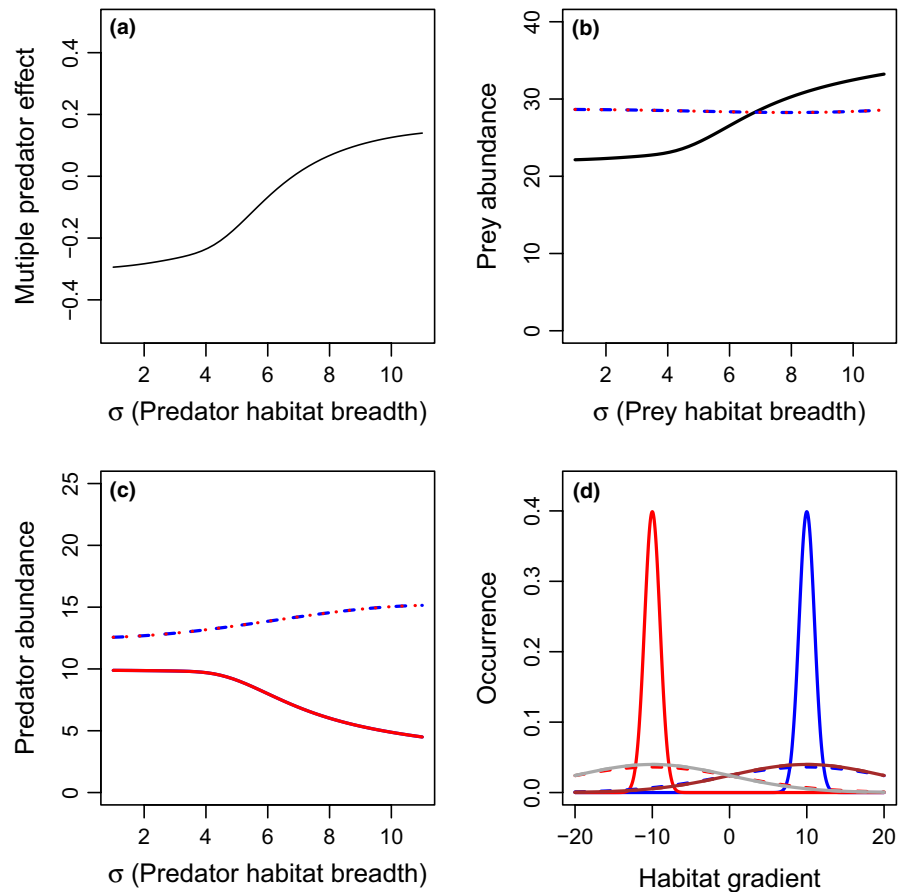 (a)
Mutiple predator effect
0.4
0.2
0.0
−0.2
−0.4
2 4 6 8 10
σ (Predator habitat breadth)
(b)
Prey abundance
40
30
20
10
0
2 4 6 8 10
σ (Prey habitat breadth)
(c)
Predator abundance
25
20
15
10
5
0
2 4 6 8 10
σ (Predator habitat breadth)
(d)
Occurrence
0.4
0.3
0.2
0.1
0.0
−20 −10 0 10 20
Habitat gradient